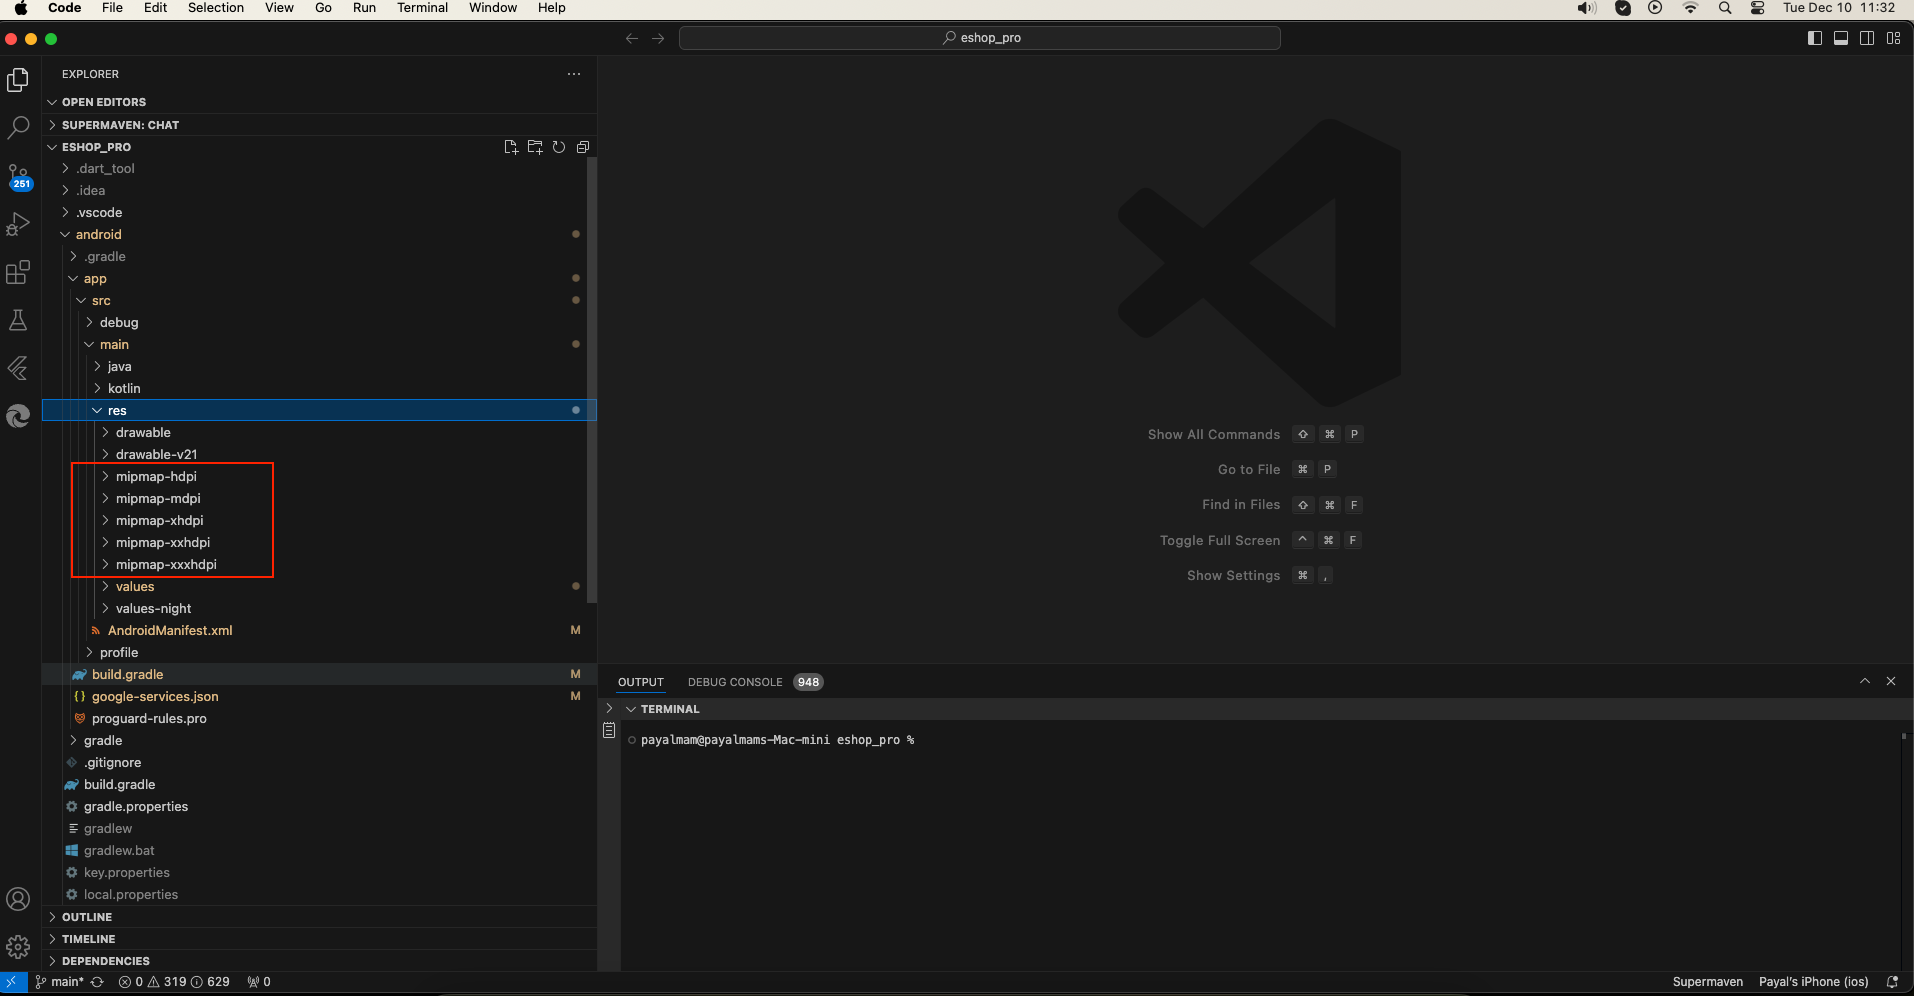 Code File Edit Selection View Go Run Terminal Window Help Tue Dec 10 11:32
eshop_pro
EXPLORER
OPEN EDITORS
SUPERMAVEN: CHAT
ESHOP_PRO
.dart_tool
.idea
251
.vscode
android
.gradle
app
src
debug
main
java
kotlin
res
drawable
drawable-v21
mipmap-hdpi
mipmap-mdpi
mipmap-xhdpi
mipmap-xxhdpi
mipmap-xxxhdpi
values
values-night
AndroidManifest.xml M
profile
build.gradle M
google-services.json M
proguard-rules.pro
gradle
.gitignore
build.gradle
gradle.properties
gradlew
gradlew.bat
key.properties
local.properties
OUTLINE
TIMELINE
DEPENDENCIES
Show All Commands ⇧ ⌘ P
Go to File ⌘ P
Find in Files ⇧ ⌘ F
Toggle Full Screen ^ ⌘ F
Show Settings ⌘ ,
OUTPUT DEBUG CONSOLE 948
TERMINAL
payalmam@payalmams-Mac-mini eshop_pro %
main* 0 319 629 0 Supermaven Payal's iPhone (ios)